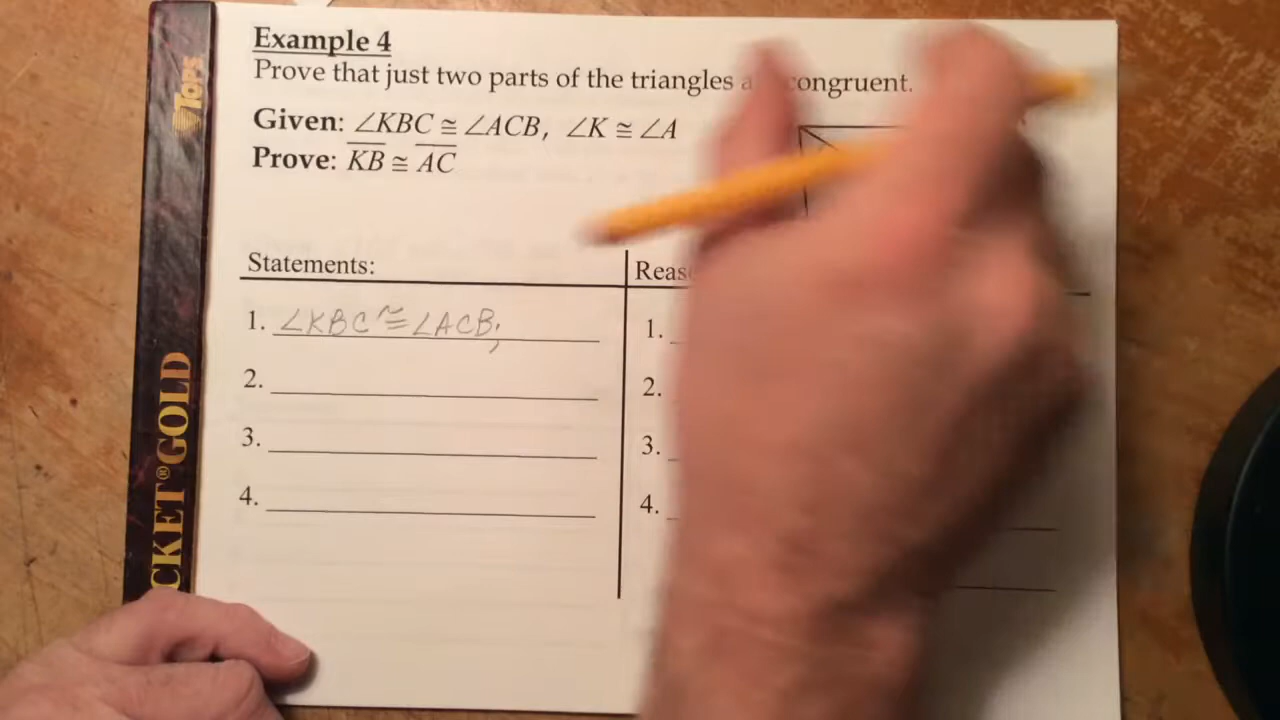 Example 4
Prove that just two parts of the triangles congruent.
Given: ∠KBC ≅ ∠ACB, ∠K ≅ ∠A
Prove: KB ≅ AC
Statements:
1. ∠KBC ≅ ∠ACB;
2.
3.
4.
1.
2.
3.
4.
TOPS
CKET®GOLD